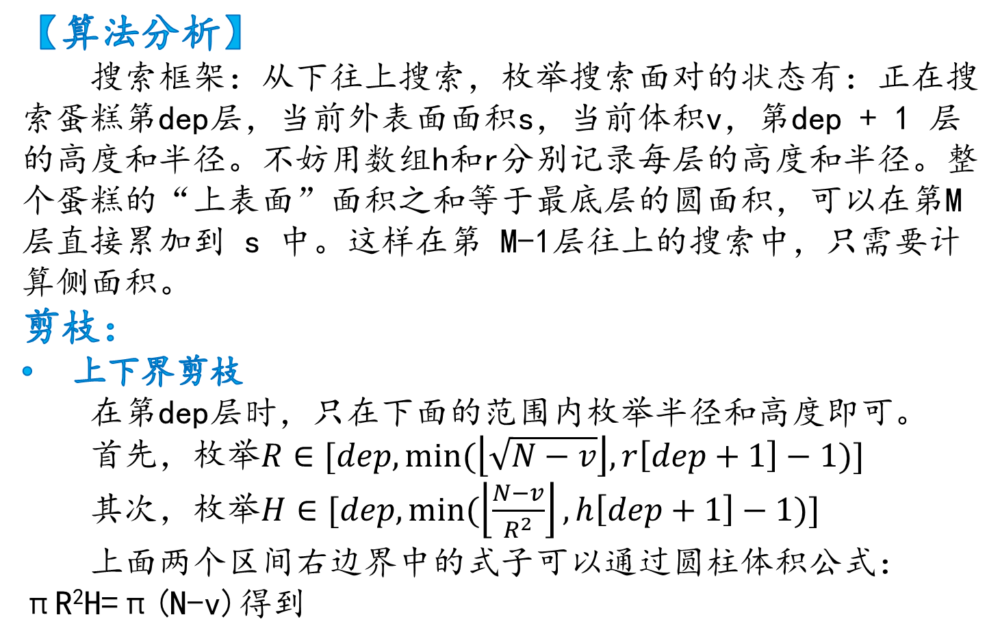 【算法分析】
搜索框架：从下往上搜索，枚举搜索面对的状态有：正在搜
索蛋糕第dep层，当前外表面面积s，当前体积v，第dep + 1 层
的高度和半径。不妨用数组h和r分别记录每层的高度和半径。整
个蛋糕的“上表面”面积之和等于最底层的圆面积，可以在第M
层直接累加到 s 中。这样在第 M-1层往上的搜索中，只需要计
算侧面积。
剪枝：
• 上下界剪枝
在第dep层时，只在下面的范围内枚举半径和高度即可。
首先，枚举R ∈ [dep, min(⌊√(N − v)⌋, r[dep + 1] − 1)]
其次，枚举H ∈ [dep, min(⌊(N−v)/R²⌋, h[dep + 1] − 1)]
上面两个区间右边界中的式子可以通过圆柱体积公式：
πR²H=π(N-v)得到